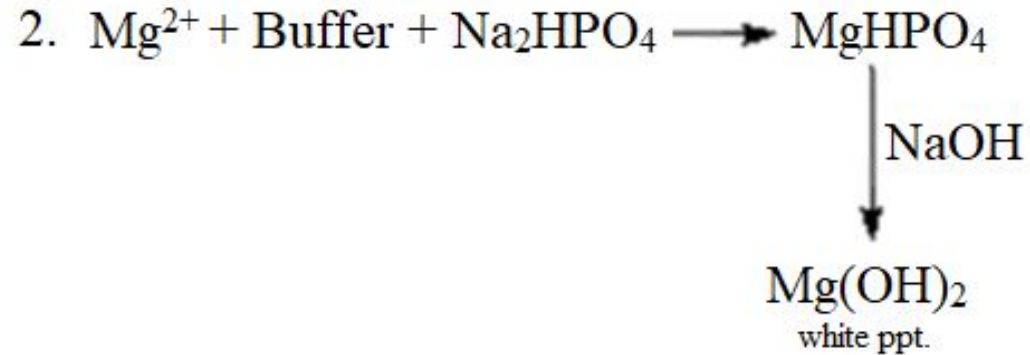 2. Mg²⁺ + Buffer + Na₂HPO₄ ⟶ MgHPO₄
NaOH
Mg(OH)₂
white ppt.